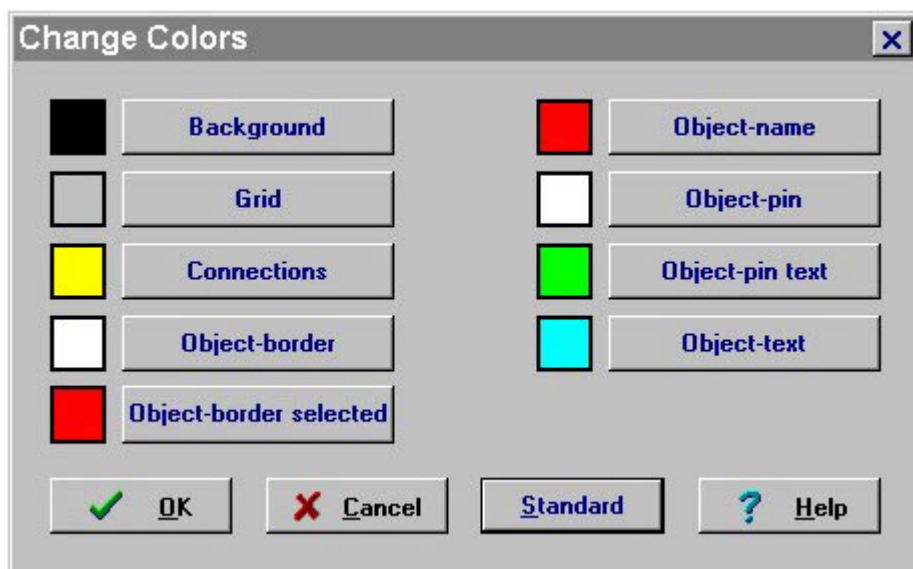 Change Colors
Background
Object-name
Grid
Object-pin
Connections
Object-pin text
Object-border
Object-text
Object-border selected
OK
Cancel
Standard
Help